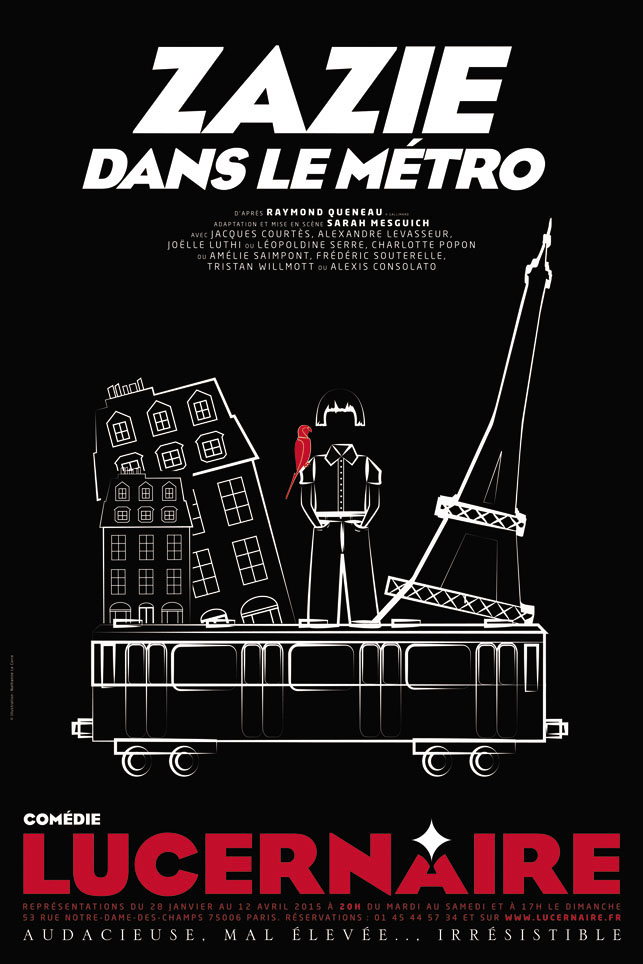 ZAZIE
DANS LE MÉTRO
D'APRÈS RAYMOND QUENEAU © GALLIMARD
ADAPTATION ET MISE EN SCÈNE SARAH MESGUICH
AVEC JACQUES COURTÈS, ALEXANDRE LEVASSEUR,
JOËLLE LUTHI OU LÉOPOLDINE SERRE, CHARLOTTE POPON
OU AMÉLIE SAIMPONT, FRÉDÉRIC SOUTERELLE,
TRISTAN WILLMOTT OU ALEXIS CONSOLATO
COMÉDIE
LUCERNAIRE
REPRÉSENTATIONS DU 28 JANVIER AU 12 AVRIL 2015 À 20H DU MARDI AU SAMEDI ET À 17H LE DIMANCHE
53 RUE NOTRE-DAME-DES-CHAMPS 75006 PARIS. RÉSERVATIONS : 01 45 44 57 34 ET SUR WWW.LUCERNAIRE.FR
AUDACIEUSE, MAL ÉLEVÉE... IRRÉSISTIBLE